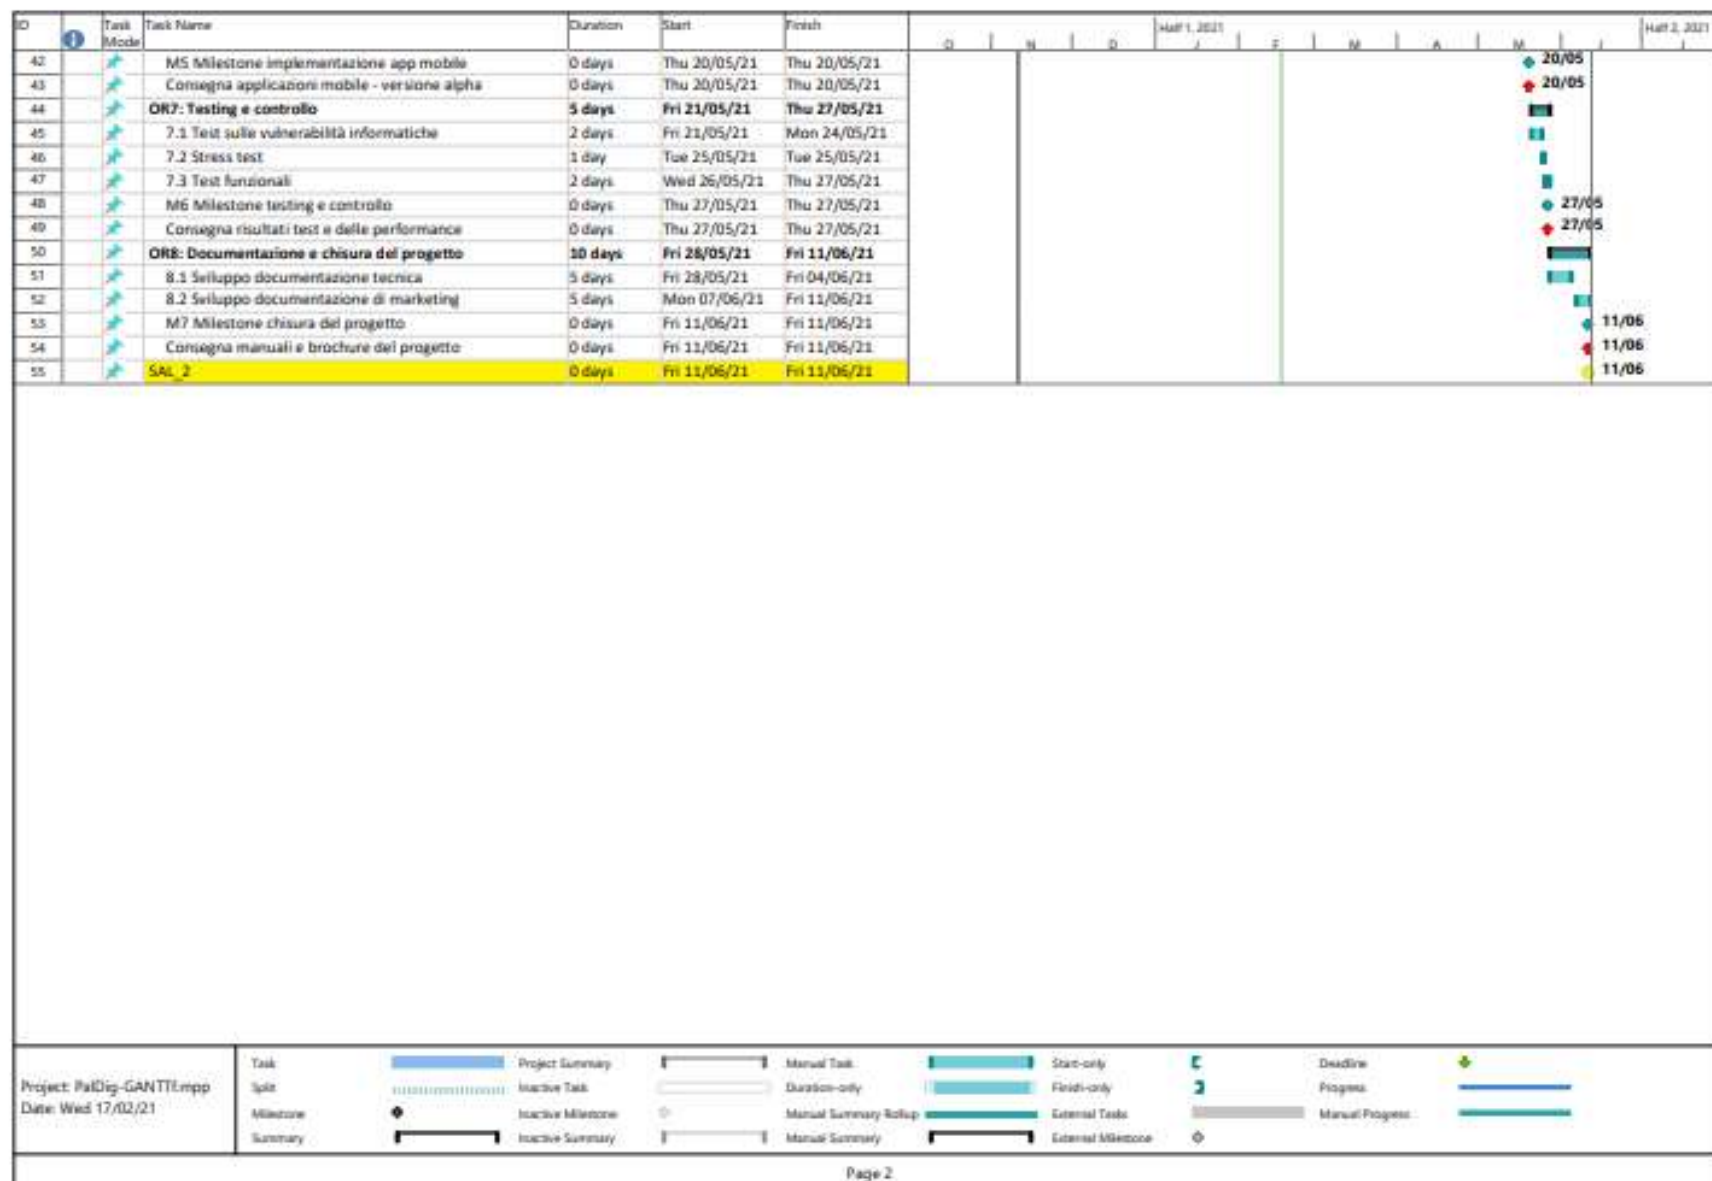 ID Task Mode Task Name Duration Start Finish Half 1, 2021 Half 2, 2021
O N D J F M A M J J
42 M5 Milestone implementazione app mobile 0 days Thu 20/05/21 Thu 20/05/21 20/05
43 Consegna applicazioni mobile - versione alpha 0 days Thu 20/05/21 Thu 20/05/21 20/05
44 OR7: Testing e controllo 5 days Fri 21/05/21 Thu 27/05/21
45 7.1 Test sulle vulnerabilità informatiche 2 days Fri 21/05/21 Mon 24/05/21
46 7.2 Stress test 1 day Tue 25/05/21 Tue 25/05/21
47 7.3 Test funzionali 2 days Wed 26/05/21 Thu 27/05/21
48 M6 Milestone testing e controllo 0 days Thu 27/05/21 Thu 27/05/21 27/05
49 Consegna risultati test e delle performance 0 days Thu 27/05/21 Thu 27/05/21 27/05
50 OR8: Documentazione e chisura del progetto 10 days Fri 28/05/21 Fri 11/06/21
51 8.1 Sviluppo documentazione tecnica 5 days Fri 28/05/21 Fri 04/06/21
52 8.2 Sviluppo documentazione di marketing 5 days Mon 07/06/21 Fri 11/06/21
53 M7 Milestone chisura del progetto 0 days Fri 11/06/21 Fri 11/06/21 11/06
54 Consegna manuali e brochure del progetto 0 days Fri 11/06/21 Fri 11/06/21 11/06
55 SAL_2 0 days Fri 11/06/21 Fri 11/06/21 11/06
Project: PalDig-GANTTf.mpp
Date: Wed 17/02/21
Task Project Summary Manual Task Start-only Deadline
Split Inactive Task Duration-only Finish-only Progress
Milestone Inactive Milestone Manual Summary Rollup External Tasks Manual Progress
Summary Inactive Summary Manual Summary External Milestone
Page 2